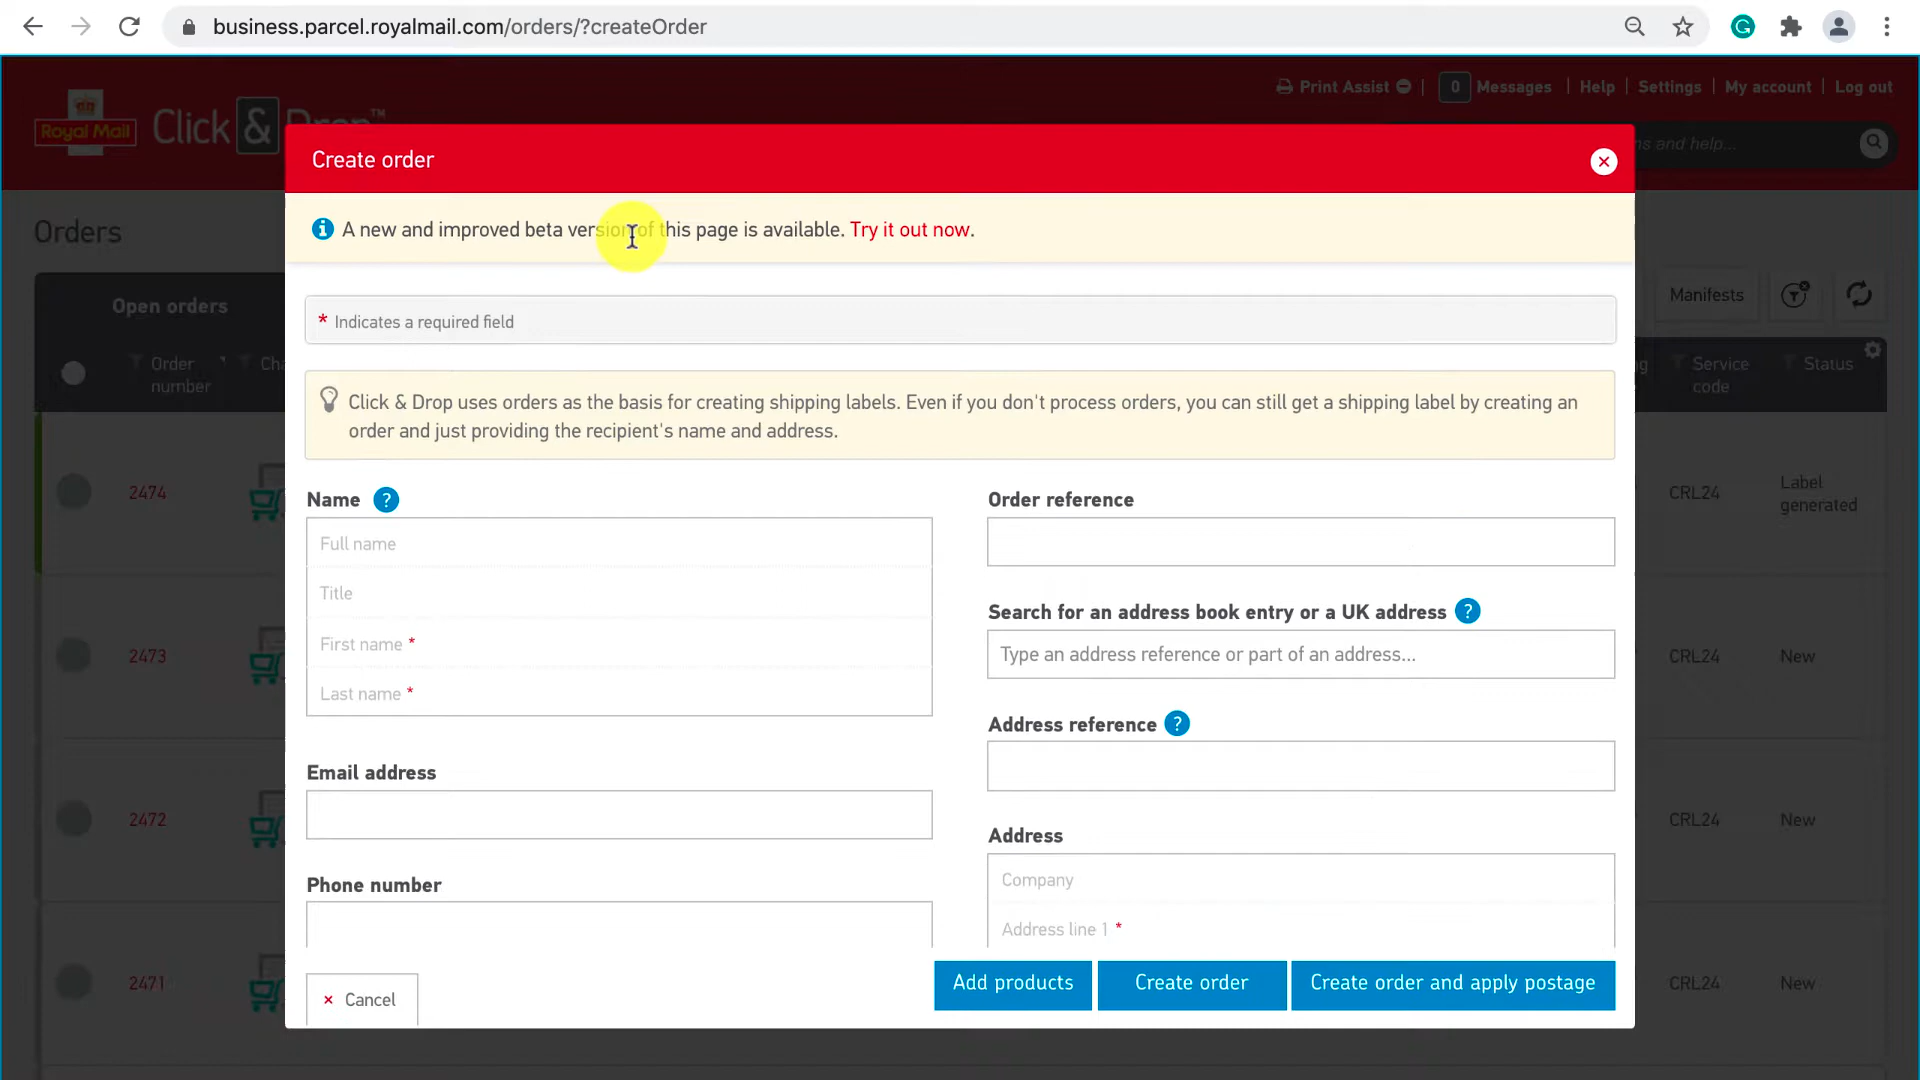 business.parcel.royalmail.com/orders/?createOrder
Print Assist
0 Messages
Help
Settings
My account
Log out
Royal Mail
Click & Drop™
ns and help...
Create order
A new and improved beta version of this page is available. Try it out now.
Orders
Open orders
Manifests
* Indicates a required field
Order
number
Cha
g
Service
code
Status
Click & Drop uses orders as the basis for creating shipping labels. Even if you don't process orders, you can still get a shipping label by creating an
order and just providing the recipient's name and address.
Name ?
Full name
Title
First name *
Last name *
Email address
Phone number
Order reference
Search for an address book entry or a UK address ?
Type an address reference or part of an address...
Address reference ?
Address
Company
Address line 1 *
2474
CRL24
Label
generated
2473
CRL24
New
2472
CRL24
New
2471
CRL24
New
× Cancel
Add products
Create order
Create order and apply postage